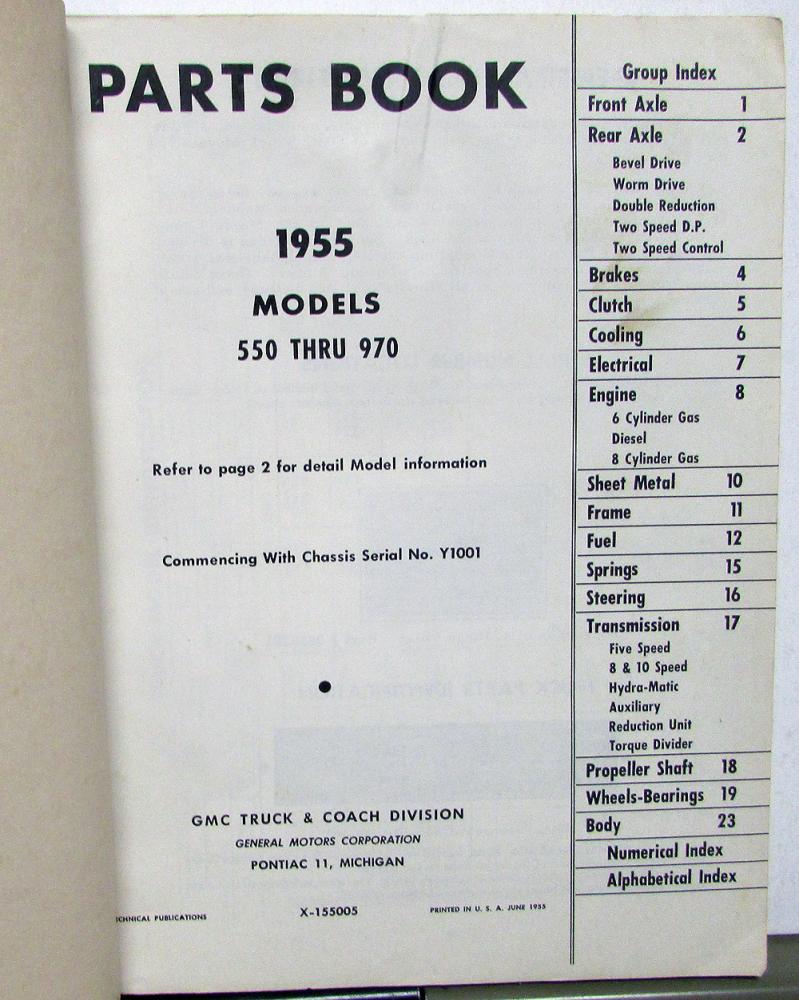 PARTS BOOK
1955
MODELS
550 THRU 970
Refer to page 2 for detail Model information
Commencing With Chassis Serial No. Y1001
GMC TRUCK & COACH DIVISION
GENERAL MOTORS CORPORATION
PONTIAC 11, MICHIGAN
PUBLICATIONS X-155005 PRINTED IN U. S. A. JUNE 1955
Group Index
Front Axle 1
Rear Axle 2
Bevel Drive
Worm Drive
Double Reduction
Two Speed D.P.
Two Speed Control
Brakes 4
Clutch 5
Cooling 6
Electrical 7
Engine 8
6 Cylinder Gas
Diesel
8 Cylinder Gas
Sheet Metal 10
Frame 11
Fuel 12
Springs 15
Steering 16
Transmission 17
Five Speed
8 & 10 Speed
Hydra-Matic
Auxiliary
Reduction Unit
Torque Divider
Propeller Shaft 18
Wheels-Bearings 19
Body 23
Numerical Index
Alphabetical Index